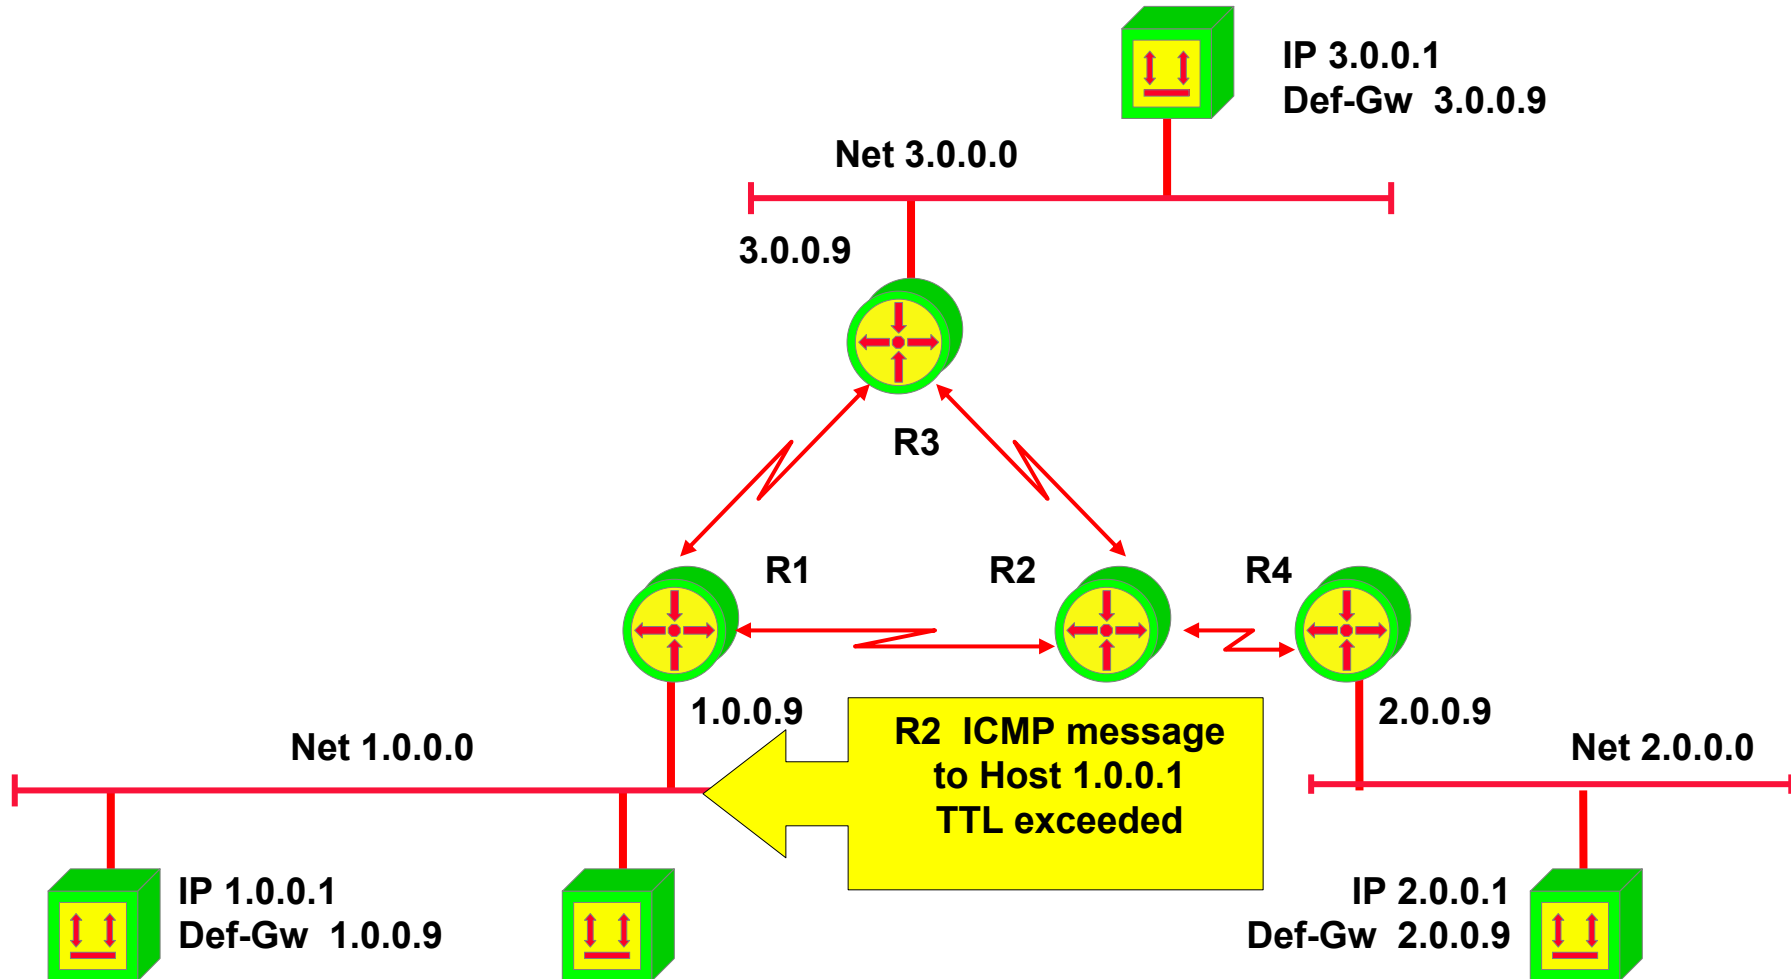 IP 3.0.0.1
Def-Gw 3.0.0.9
Net 3.0.0.0
3.0.0.9
R3
R1
R2
R4
1.0.0.9
2.0.0.9
R2 ICMP message
to Host 1.0.0.1
TTL exceeded
Net 1.0.0.0
Net 2.0.0.0
IP 1.0.0.1
Def-Gw 1.0.0.9
IP 2.0.0.1
Def-Gw 2.0.0.9